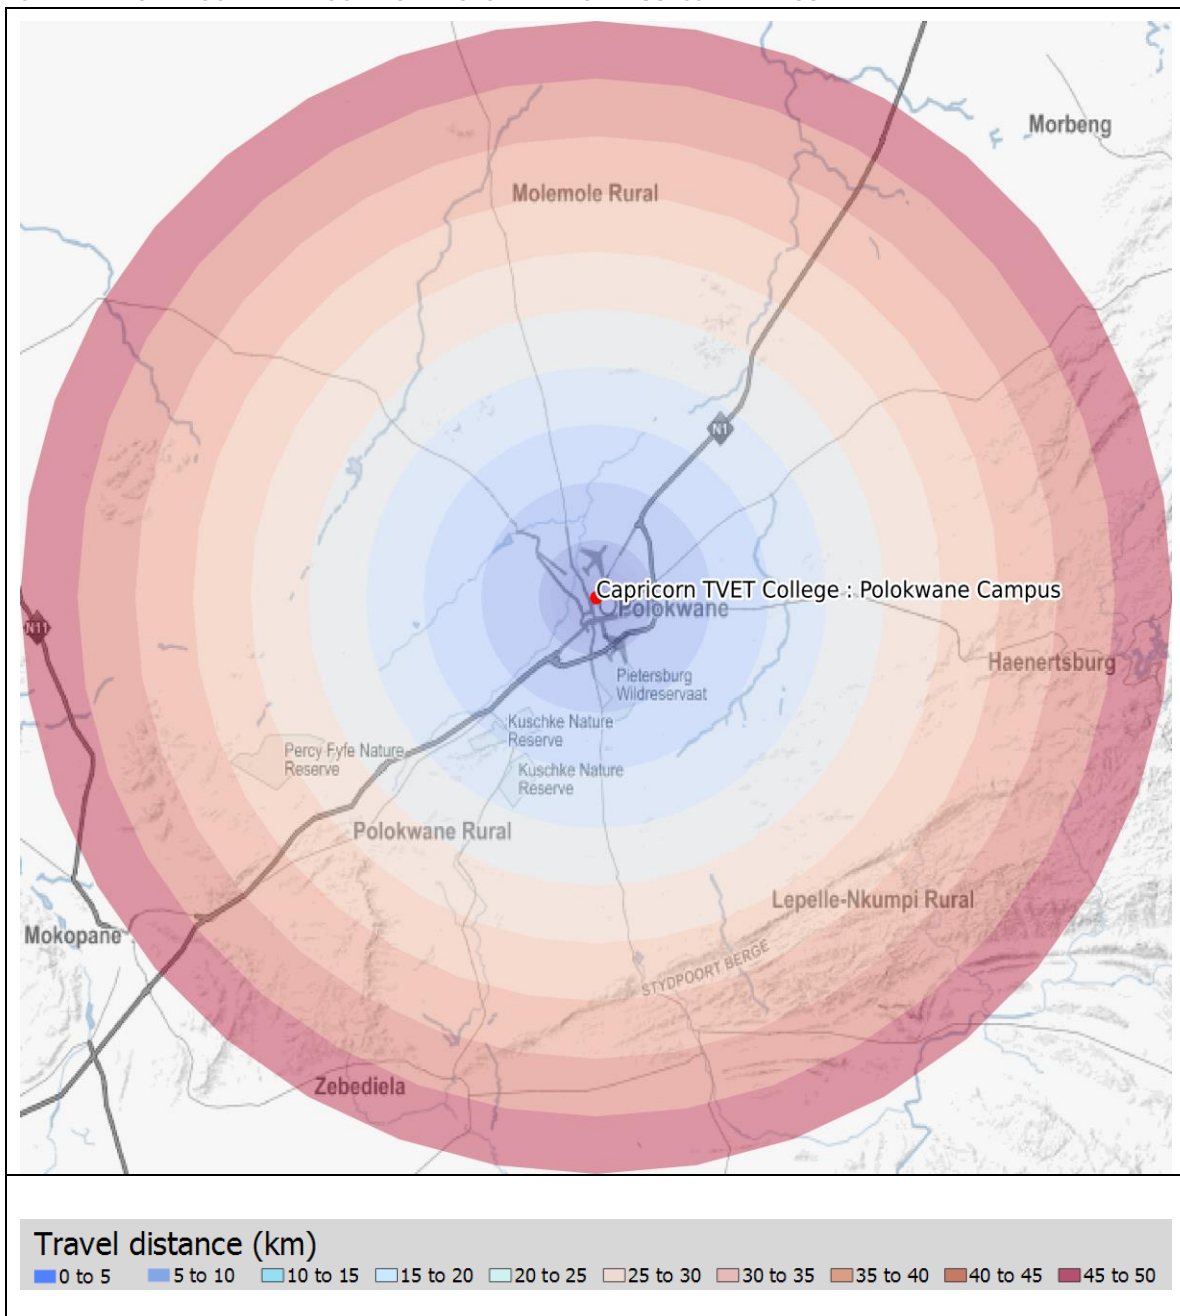 Morbeng
Molemole Rural
N1
Capricorn TVET College : Polokwane Campus
Polokwane
N11
Haenertsburg
Pietersburg
Wildreservaat
Kuschke Nature
Reserve
Percy Fyfe Nature
Reserve
Kuschke Nature
Reserve
Polokwane Rural
Lepelle-Nkumpi Rural
Mokopane
STYDPOORT BERGE
Zebediela
Travel distance (km)
0 to 5 5 to 10 10 to 15 15 to 20 20 to 25 25 to 30 30 to 35 35 to 40 40 to 45 45 to 50